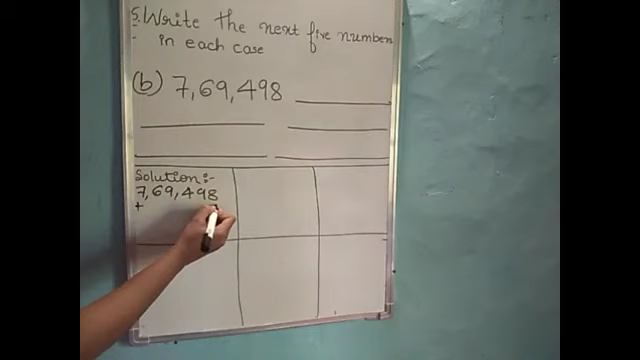 5. Write the next five numbers
in each case
(b) 7,69,498
Solution:-
7,69,498
+